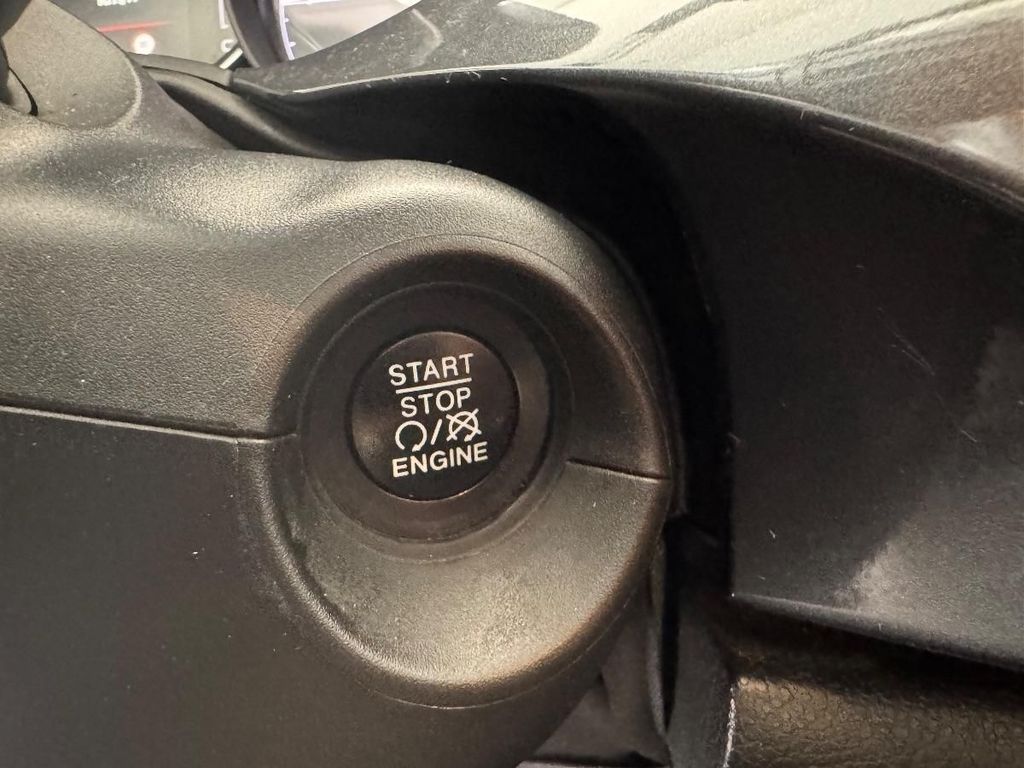 START
STOP
/
ENGINE